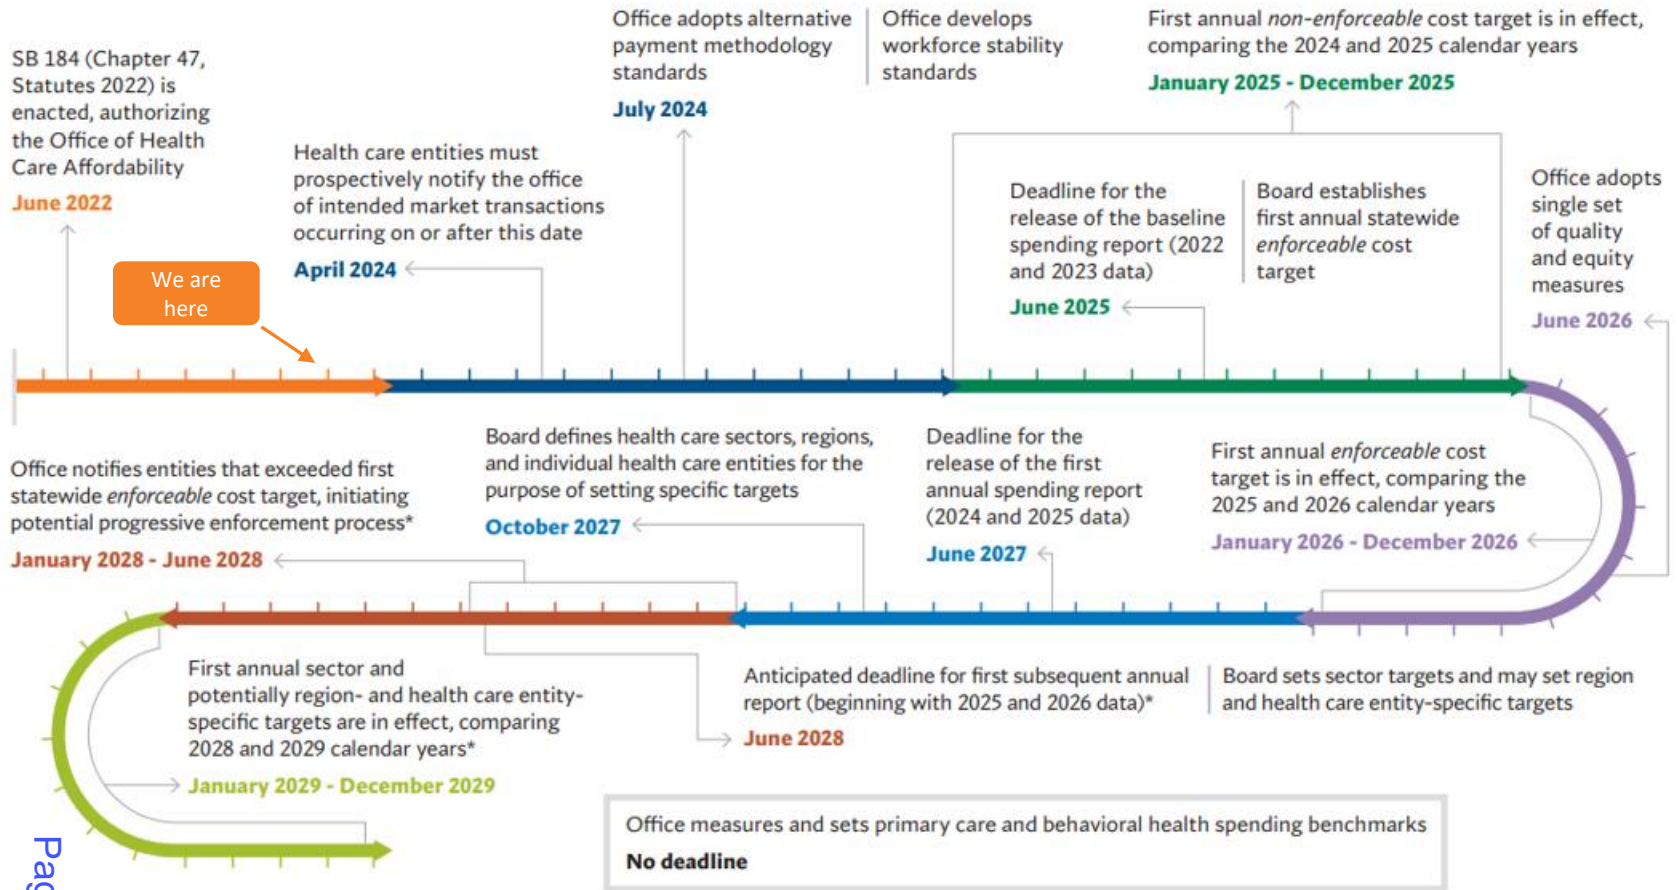 SB 184 (Chapter 47,
Statutes 2022) is
enacted, authorizing
the Office of Health
Care Affordability
June 2022
We are
here
Health care entities must
prospectively notify the office
of intended market transactions
occurring on or after this date
April 2024
Office adopts alternative
payment methodology
standards
July 2024
Office develops
workforce stability
standards
First annual non-enforceable cost target is in effect,
comparing the 2024 and 2025 calendar years
January 2025 - December 2025
Deadline for the
release of the baseline
spending report (2022
and 2023 data)
June 2025
Board establishes
first annual statewide
enforceable cost
target
Office adopts
single set
of quality
and equity
measures
June 2026
First annual enforceable cost
target is in effect, comparing the
2025 and 2026 calendar years
January 2026 - December 2026
Deadline for the
release of the first
annual spending report
(2024 and 2025 data)
June 2027
Board defines health care sectors, regions,
and individual health care entities for the
purpose of setting specific targets
October 2027
Office notifies entities that exceeded first
statewide enforceable cost target, initiating
potential progressive enforcement process*
January 2028 - June 2028
Anticipated deadline for first subsequent annual
report (beginning with 2025 and 2026 data)*
June 2028
Board sets sector targets and may set region
and health care entity-specific targets
First annual sector and
potentially region- and health care entity-
specific targets are in effect, comparing
2028 and 2029 calendar years*
January 2029 - December 2029
Office measures and sets primary care and behavioral health spending benchmarks
No deadline